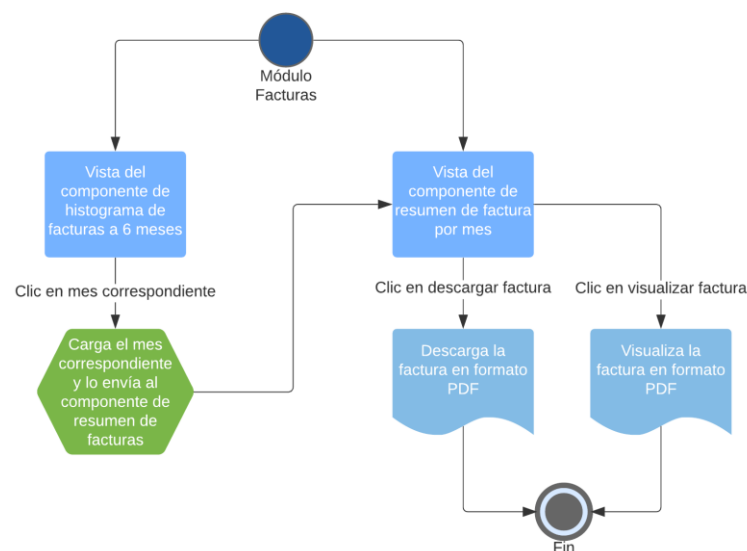 Módulo
Facturas
Vista del
componente de
histograma de
facturas a 6 meses
Vista del
componente de
resumen de factura
por mes
Clic en mes correspondiente
Clic en descargar factura
Clic en visualizar factura
Carga el mes
correspondiente
y lo envía al
componente de
resumen de
facturas
Descarga la
factura en formato
PDF
Visualiza la
factura en formato
PDF
Fin